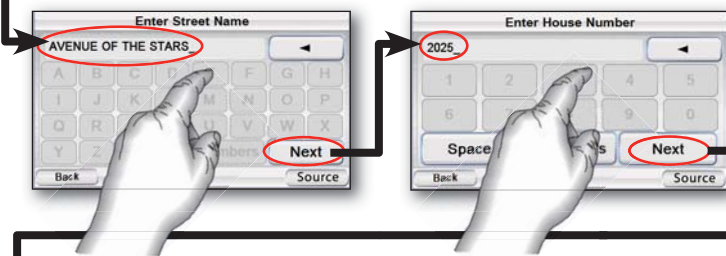 Enter Street Name
AVENUE OF THE STARS_
A B C D F G H
I J K M N O P
Q R U V W X
Y Z Next
Back Source
Enter House Number
2025_
1 2 4 5
6 7 9 0
Space Next
Back Source